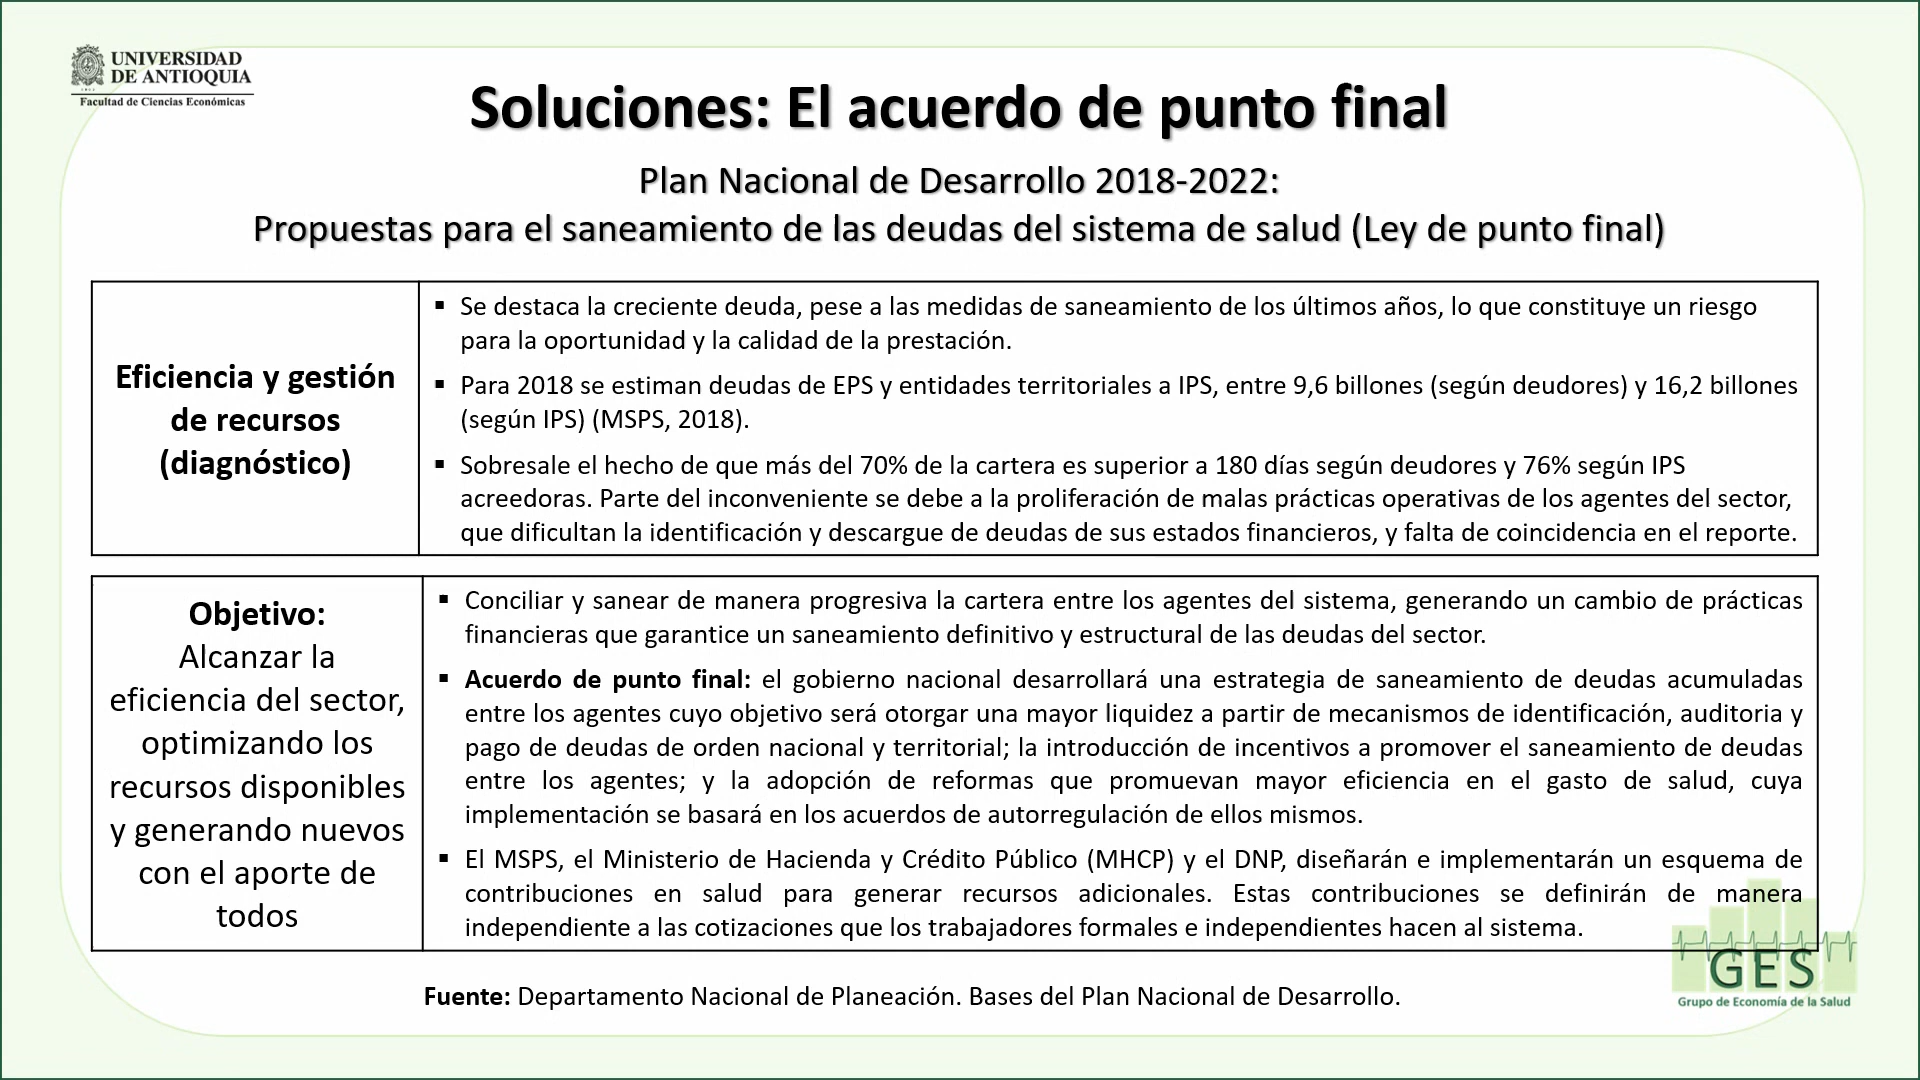 UNIVERSIDAD
DE ANTIOQUIA
Facultad de Ciencias Económicas
Soluciones: El acuerdo de punto final
Plan Nacional de Desarrollo 2018-2022:
Propuestas para el saneamiento de las deudas del sistema de salud (Ley de punto final)
Eficiencia y gestión
de recursos
(diagnóstico)
▪ Se destaca la creciente deuda, pese a las medidas de saneamiento de los últimos años, lo que constituye un riesgo
para la oportunidad y la calidad de la prestación.
▪ Para 2018 se estiman deudas de EPS y entidades territoriales a IPS, entre 9,6 billones (según deudores) y 16,2 billones
(según IPS) (MSPS, 2018).
▪ Sobresale el hecho de que más del 70% de la cartera es superior a 180 días según deudores y 76% según IPS
acreedoras. Parte del inconveniente se debe a la proliferación de malas prácticas operativas de los agentes del sector,
que dificultan la identificación y descargue de deudas de sus estados financieros, y falta de coincidencia en el reporte.
Objetivo:
Alcanzar la
eficiencia del sector,
optimizando los
recursos disponibles
y generando nuevos
con el aporte de
todos
▪ Conciliar y sanear de manera progresiva la cartera entre los agentes del sistema, generando un cambio de prácticas
financieras que garantice un saneamiento definitivo y estructural de las deudas del sector.
▪ Acuerdo de punto final: el gobierno nacional desarrollará una estrategia de saneamiento de deudas acumuladas
entre los agentes cuyo objetivo será otorgar una mayor liquidez a partir de mecanismos de identificación, auditoria y
pago de deudas de orden nacional y territorial; la introducción de incentivos a promover el saneamiento de deudas
entre los agentes; y la adopción de reformas que promuevan mayor eficiencia en el gasto de salud, cuya
implementación se basará en los acuerdos de autorregulación de ellos mismos.
▪ El MSPS, el Ministerio de Hacienda y Crédito Público (MHCP) y el DNP, diseñarán e implementarán un esquema de
contribuciones en salud para generar recursos adicionales. Estas contribuciones se definirán de manera
independiente a las cotizaciones que los trabajadores formales e independientes hacen al sistema.
Fuente: Departamento Nacional de Planeación. Bases del Plan Nacional de Desarrollo.
GES
Grupo de Economía de la Salud